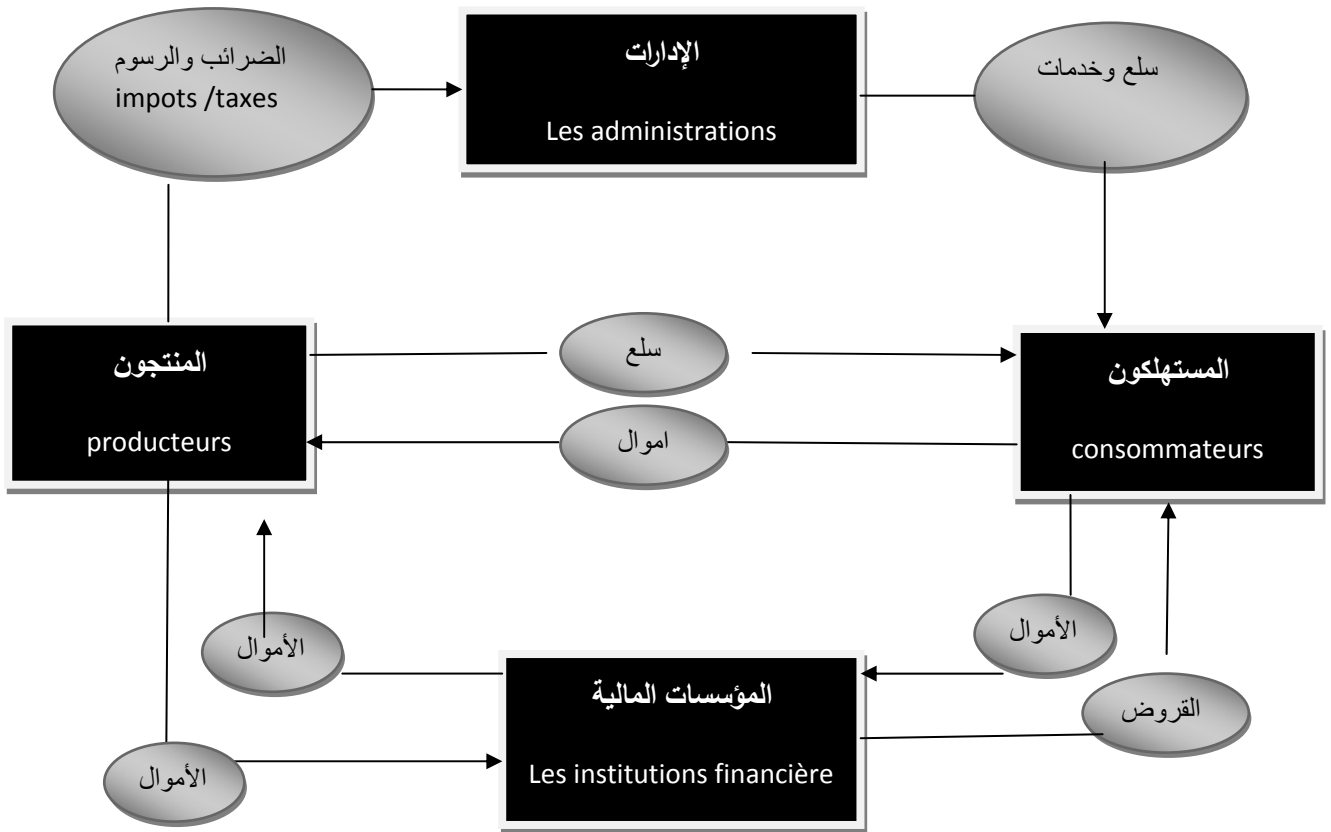 الضرائب والرسوم
impots /taxes
الإدارات
Les administrations
سلع وخدمات
المنتجون
producteurs
سلع
اموال
المستهلكون
consommateurs
الأموال
المؤسسات المالية
Les institutions financière
الأموال
القروض
الأموال